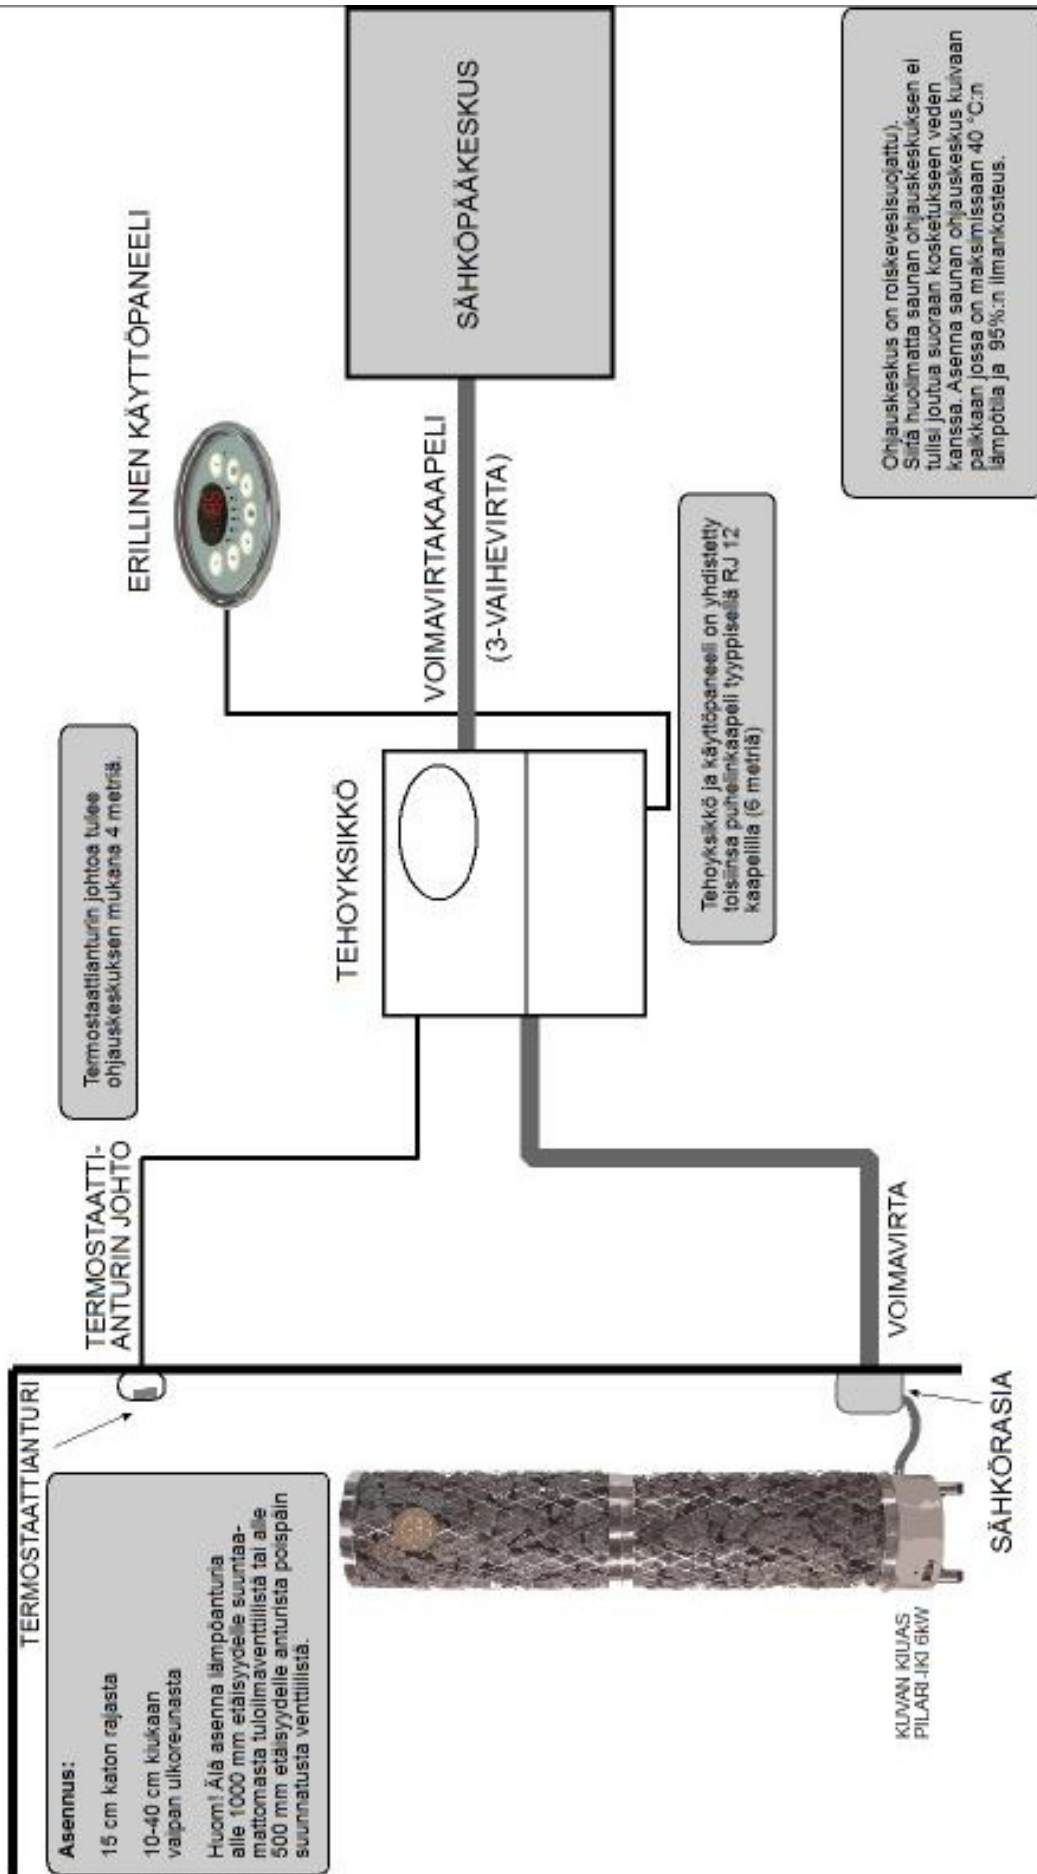 TERMOSTAATTIANTURI
Asennus:
15 cm katon rajasta
10-40 cm kiukaan
vaipan ulkoreunasta
Huom! Älä asenna lämpöanturia
alle 1000 mm etäisyydelle suuntaa-
mattomasta tuloilmaventtiilistä tai alle
500 mm etäisyydelle anturista poispäin
suunnatusta venttiilistä.
TERMOSTAATTI-
ANTURIN JOHTO
Termostaattianturin johtoa tulee
ohjauskeskuksen mukana 4 metriä.
ERILLINEN KÄYTTÖPANEELI
TEHOYKSIKKÖ
VOIMAVIRTAKAAPELI
(3-VAIHEVIRTA)
SÄHKÖPÄÄKESKUS
Tehoyksikkö ja käyttöpaneeli on yhdistetty
toisiinsa puhelinkaapeli tyyppisellä RJ 12
kaapelilla (6 metriä)
VOIMAVIRTA
SÄHKÖRASIA
KUVAN KIUAS
PILARI-IKI 6kW
Ohjauskeskus on roiskevesisuojattu).
Siitä huolimatta saunan ohjauskeskuksen ei
tulisi joutua suoraan kosketukseen veden
kanssa. Asenna saunan ohjauskeskus kuivaan
paikkaan jossa on maksimissaan 40 °C:n
lämpötila ja 95%:n ilmankosteus.